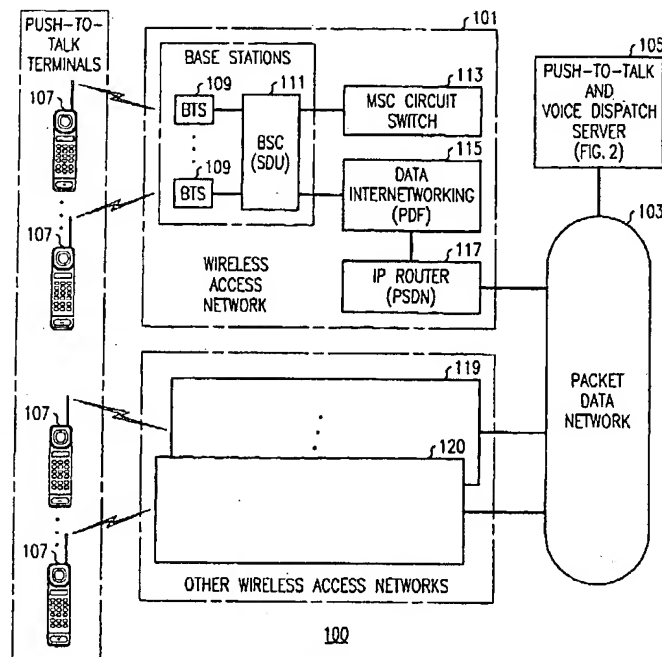 PUSH-TO-
TALK
TERMINALS
107
107
107
107
101
BASE STATIONS
109
BTS
109
BTS
111
BSC
(SDU)
113
MSC CIRCUIT
SWITCH
115
DATA
INTERNETWORKING
(PDF)
117
IP ROUTER
(PSDN)
WIRELESS
ACCESS
NETWORK
105
PUSH-TO-TALK
AND
VOICE DISPATCH
SERVER
(FIG. 2)
103
PACKET
DATA
NETWORK
119
120
OTHER WIRELESS ACCESS NETWORKS
100